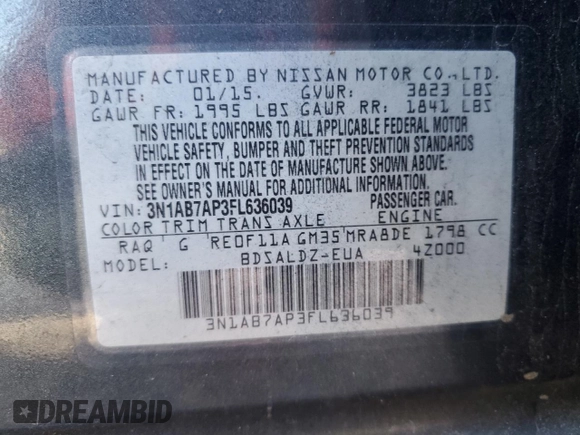 MANUFACTURED BY NISSAN MOTOR CO., LTD.
DATE: 01/15. GVWR: 3823 LBS
GAWR FR: 1995 LBS GAWR RR: 1841 LBS
THIS VEHICLE CONFORMS TO ALL APPLICABLE FEDERAL MOTOR
VEHICLE SAFETY, BUMPER AND THEFT PREVENTION STANDARDS
IN EFFECT ON THE DATE OF MANUFACTURE SHOWN ABOVE.
SEE OWNER'S MANUAL FOR ADDITIONAL INFORMATION.
VIN: 3N1AB7AP3FL636039 PASSENGER CAR.
COLOR TRIM TRANS AXLE ENGINE
RAQ G RE0F11A GM35 MRA8DE 1798 CC
MODEL: BDSALDZ-EUA 4Z000
3N1AB7AP3FL636039
DREAMBID